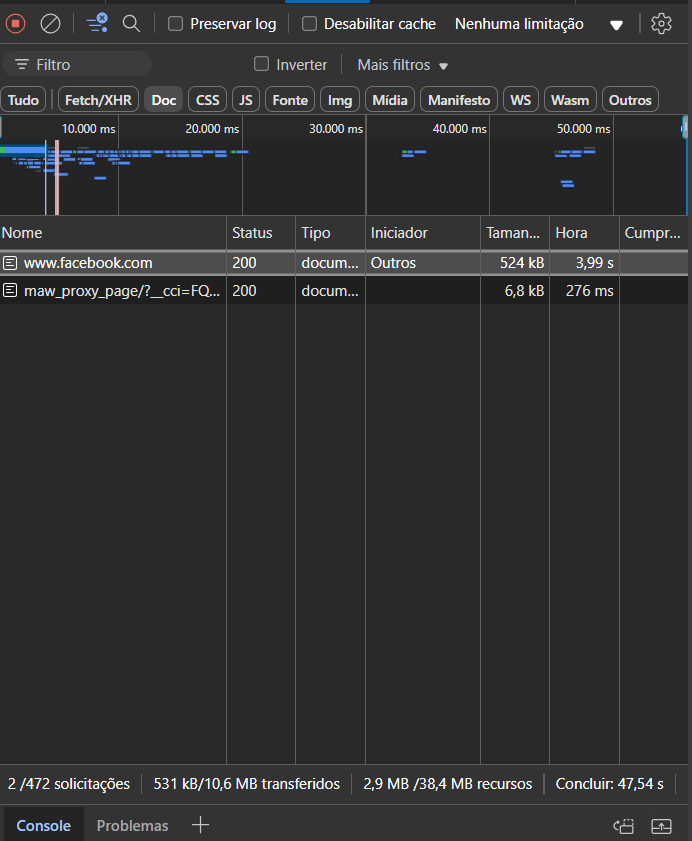 Preservar log Desabilitar cache Nenhuma limitação
Filtro Inverter Mais filtros
Tudo Fetch/XHR Doc CSS JS Fonte Img Mídia Manifesto WS Wasm Outros
10.000 ms 20.000 ms 30.000 ms 40.000 ms 50.000 ms
Nome Status Tipo Iniciador Taman... Hora Cumpr...
www.facebook.com 200 docum... Outros 524 kB 3,99 s
maw_proxy_page/?__cci=FQ... 200 docum... 6,8 kB 276 ms
2 /472 solicitações 531 kB/10,6 MB transferidos 2,9 MB /38,4 MB recursos Concluir: 47,54 s
Console Problemas